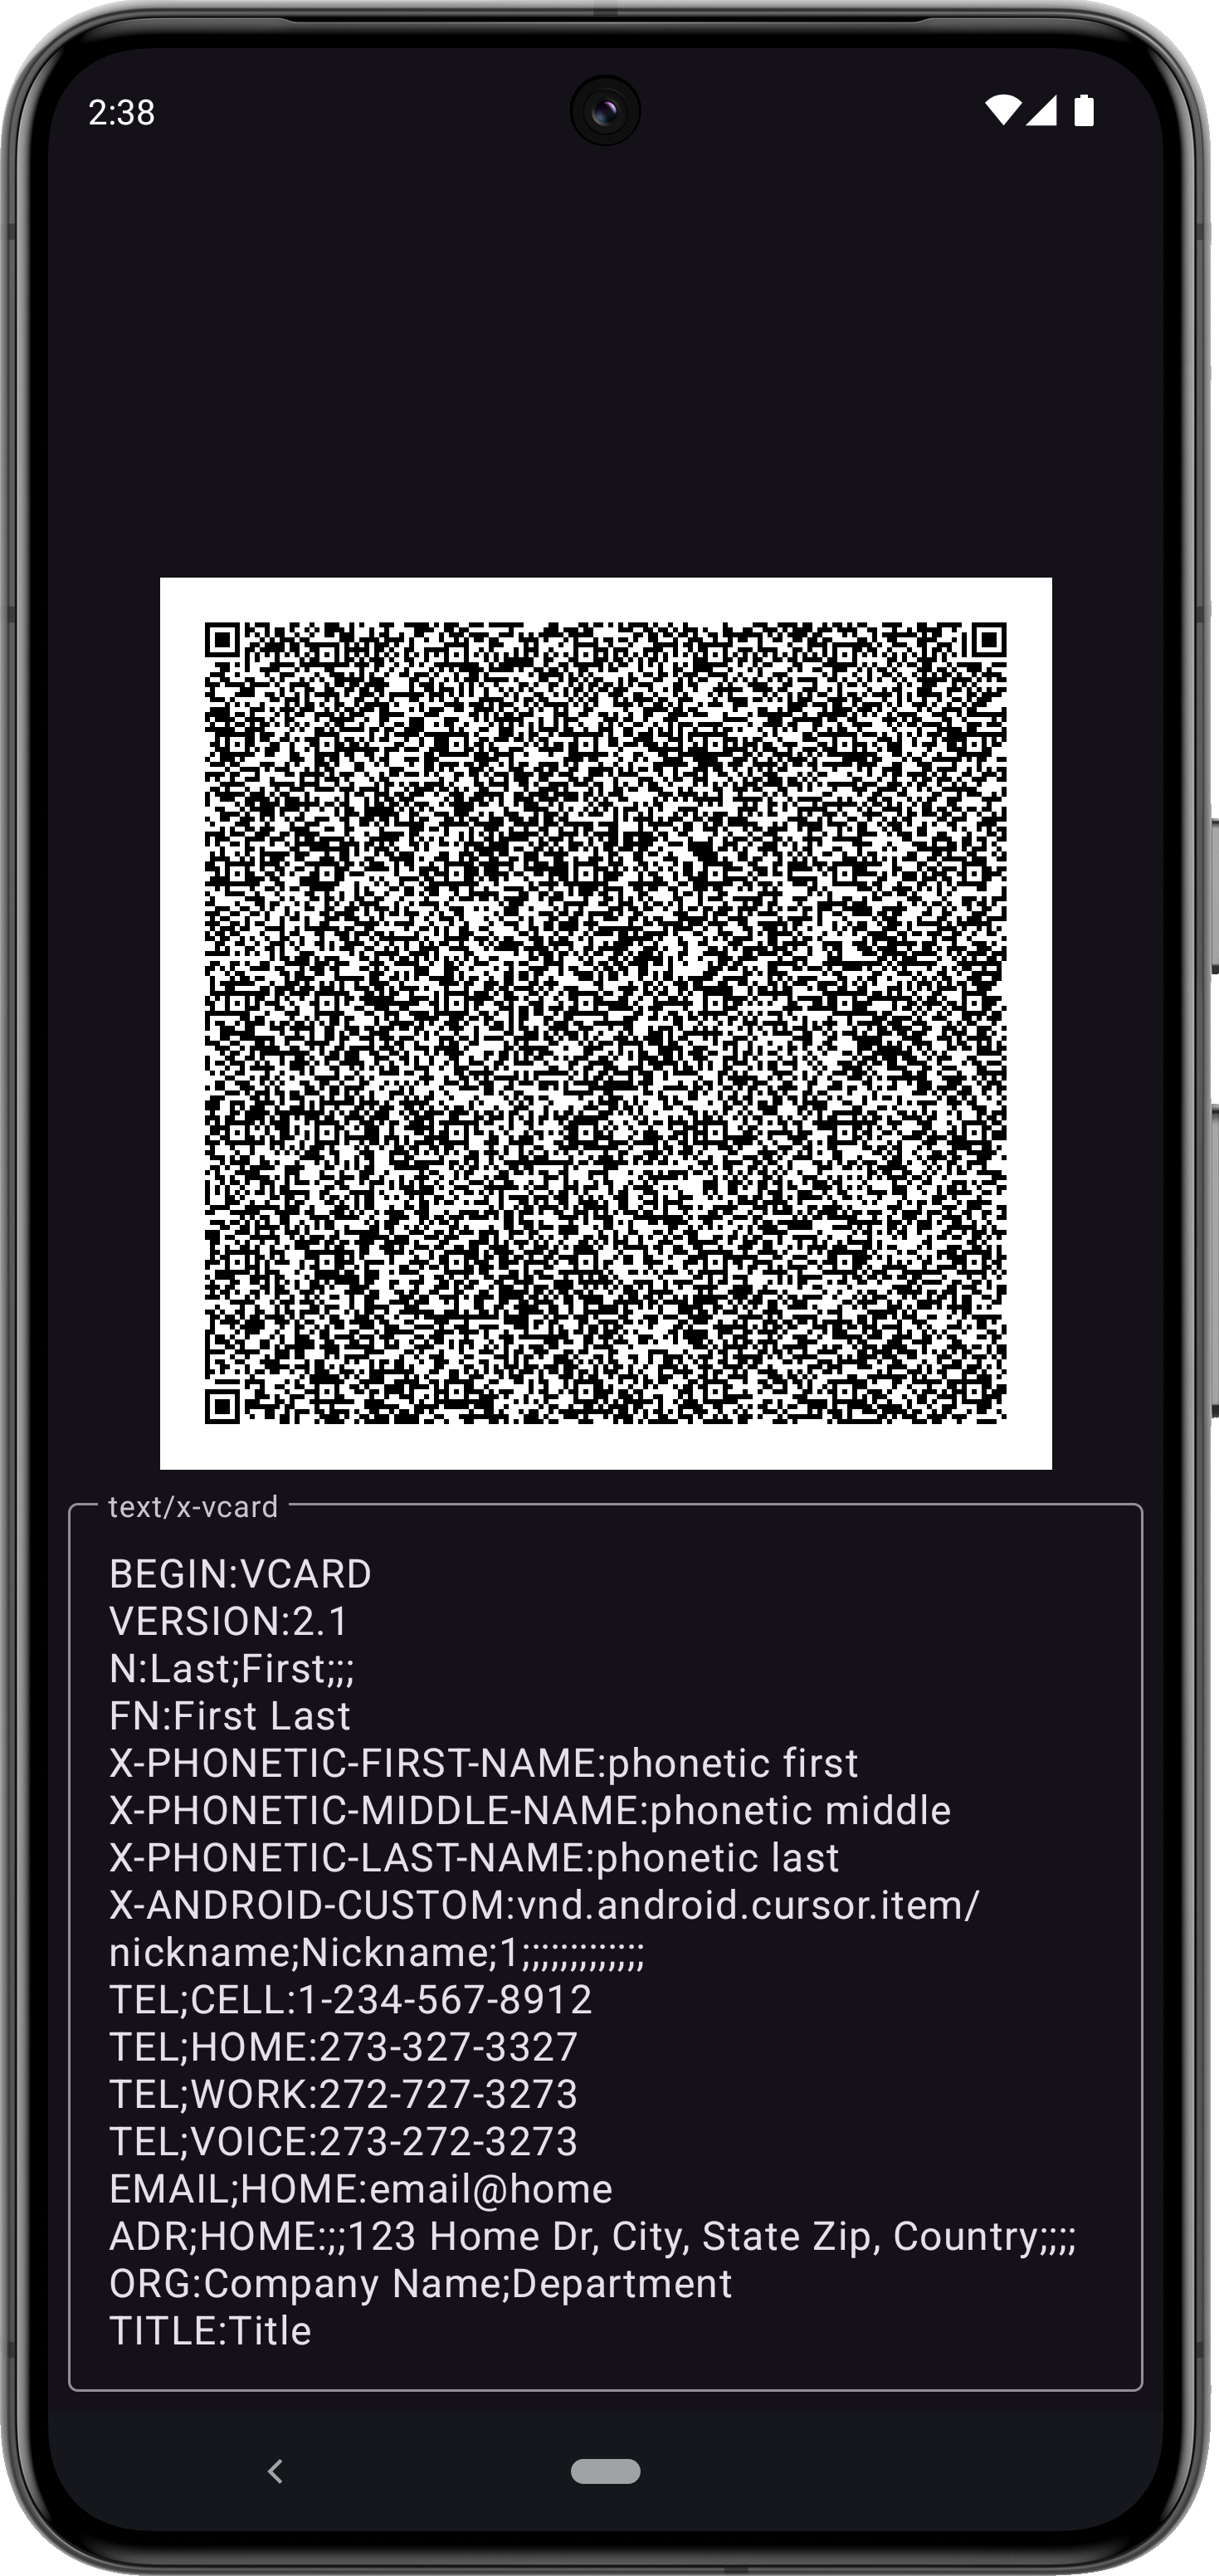 2:38
text/x-vcard
BEGIN:VCARD
VERSION:2.1
N:Last;First;;;
FN:First Last
X-PHONETIC-FIRST-NAME:phonetic first
X-PHONETIC-MIDDLE-NAME:phonetic middle
X-PHONETIC-LAST-NAME:phonetic last
X-ANDROID-CUSTOM:vnd.android.cursor.item/
nickname;Nickname;1;;;;;;;;;;;;;
TEL;CELL:1-234-567-8912
TEL;HOME:273-327-3327
TEL;WORK:272-727-3273
TEL;VOICE:273-272-3273
EMAIL;HOME:email@home
ADR;HOME:;;123 Home Dr, City, State Zip, Country;;;;
ORG:Company Name;Department
TITLE:Title